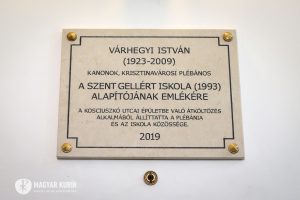 VÁRHEGYI ISTVÁN
(1923-2009)
KANONOK, KRISZTINAVÁROSI PLÉBÁNOS
A SZENT GELLÉRT ISKOLA (1993)
ALAPÍTÓJÁNAK EMLÉKÉRE
A KOSCIUSZKÓ UTCAI ÉPÜLETBE VALÓ ÁTKÖLTÖZÉS
ALKALMÁBÓL ÁLLÍTTATTA A PLÉBÁNIA
ÉS AZ ISKOLA KÖZÖSSÉGE.
2019
MAGYAR KURÍR